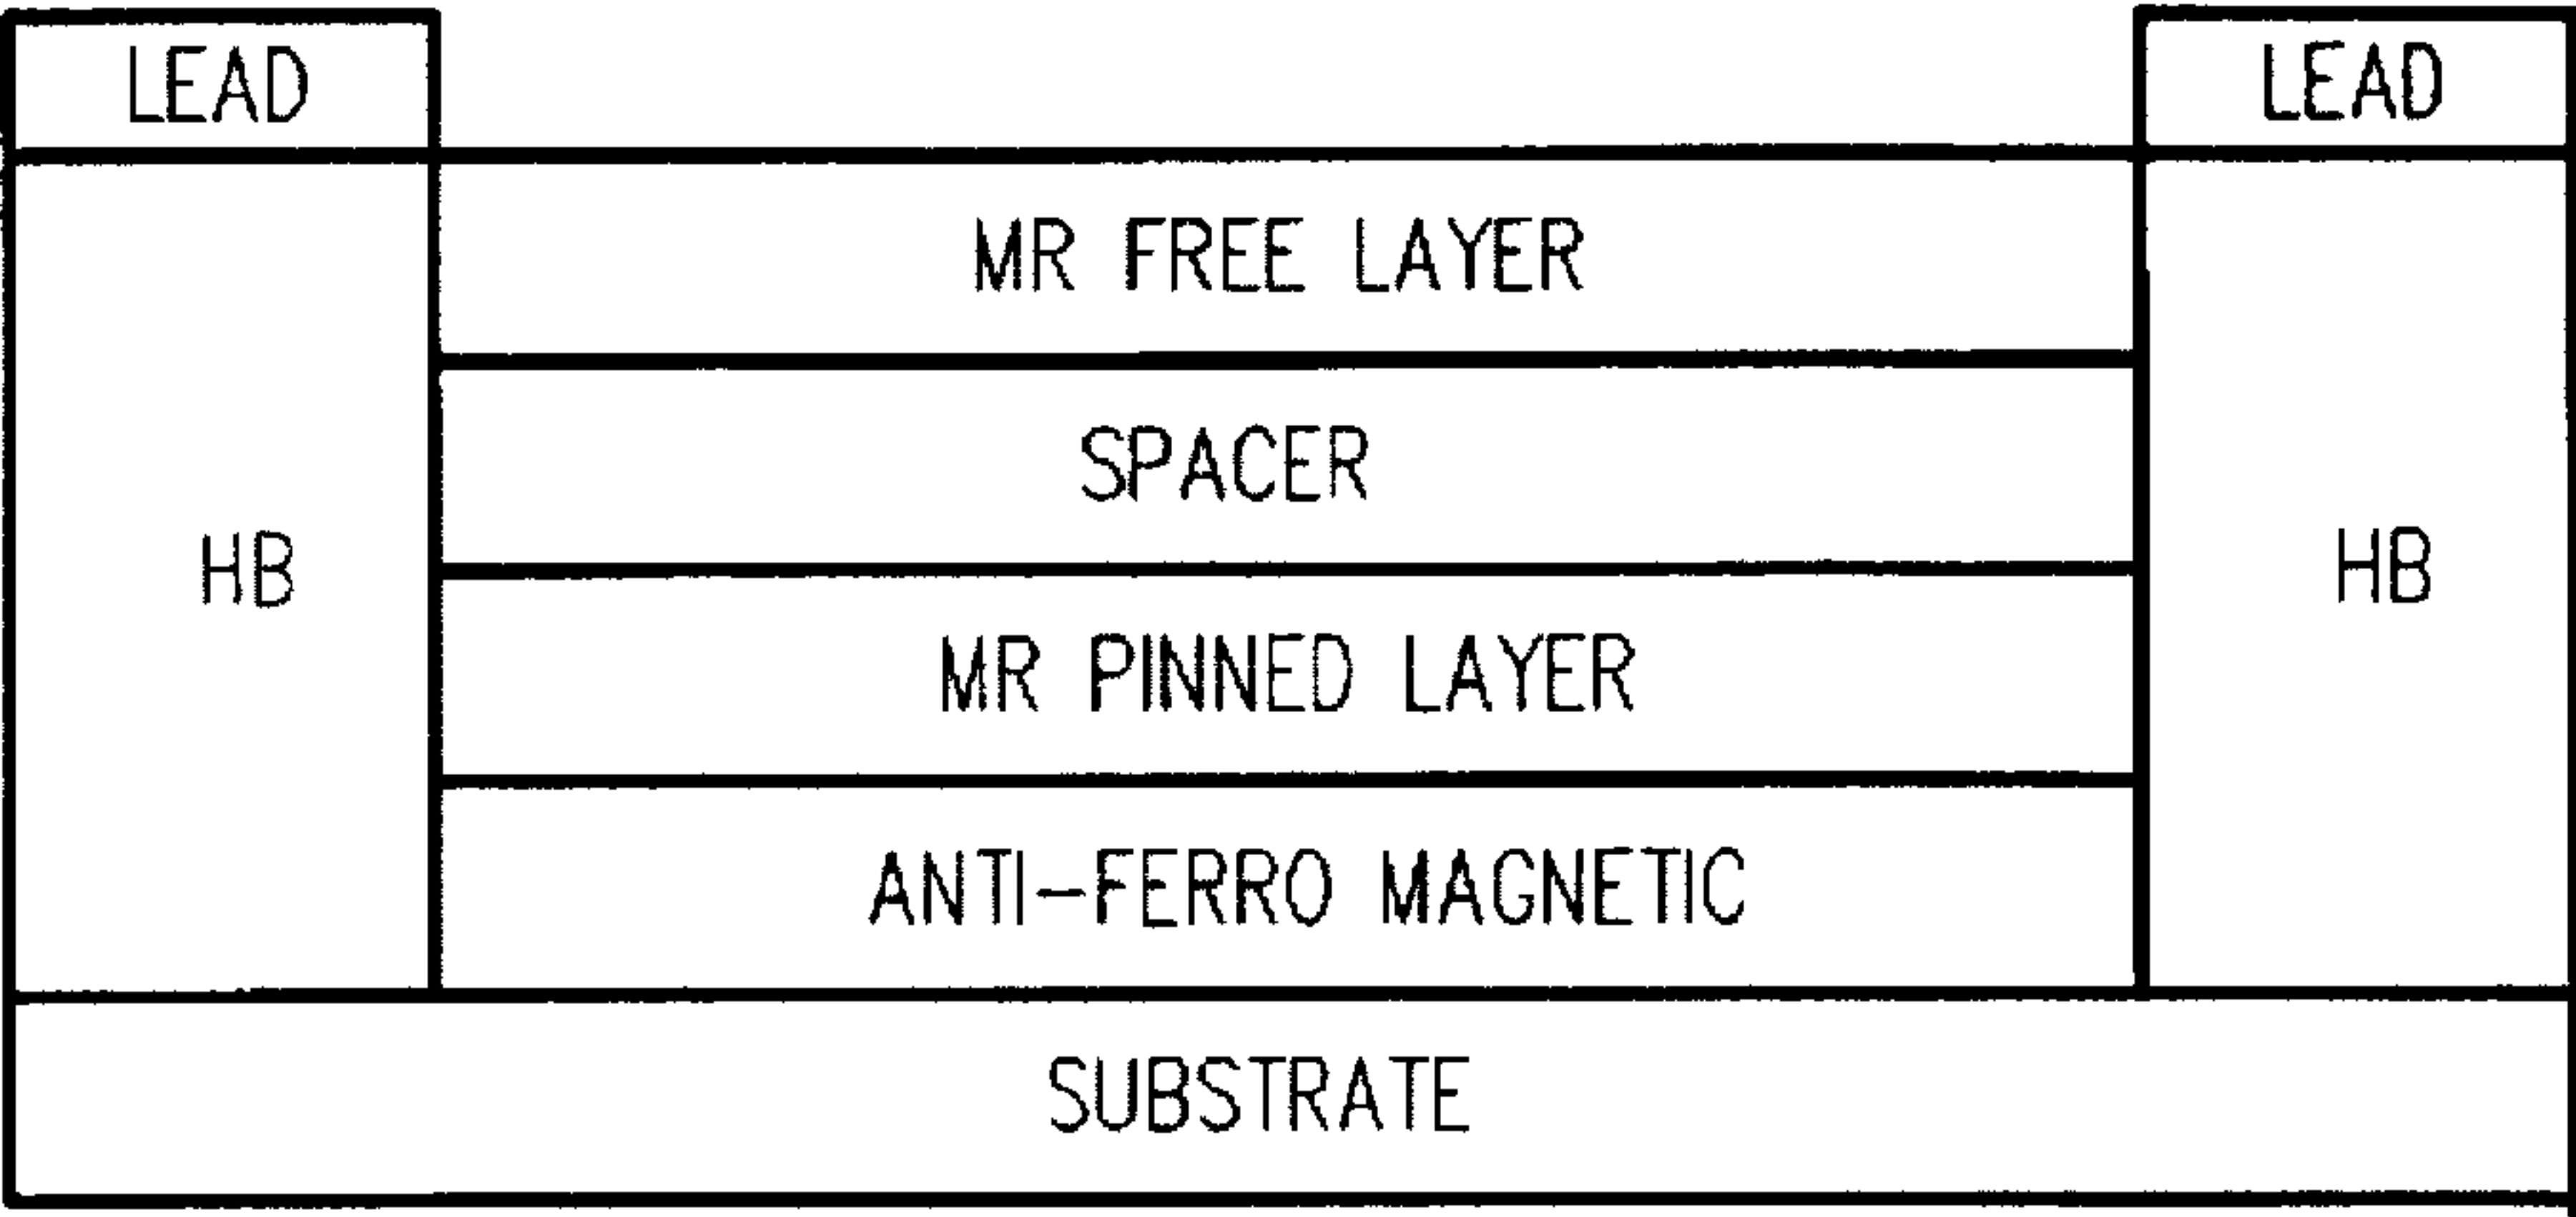 LEAD LEAD
MR FREE LAYER
SPACER
HB HB
MR PINNED LAYER
ANTI-FERRO MAGNETIC
SUBSTRATE